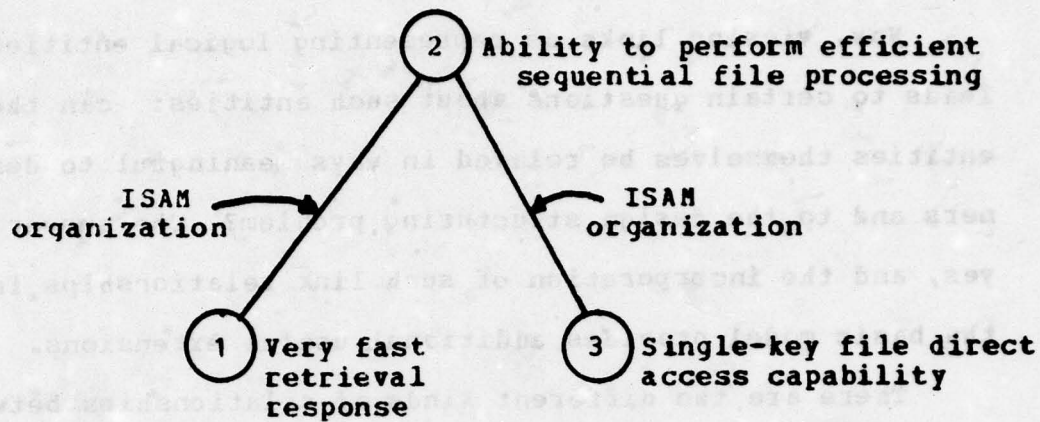 2 Ability to perform efficient
sequential file processing
ISAM
organization
ISAM
organization
1 Very fast
retrieval
response
3 Single-key file direct
access capability